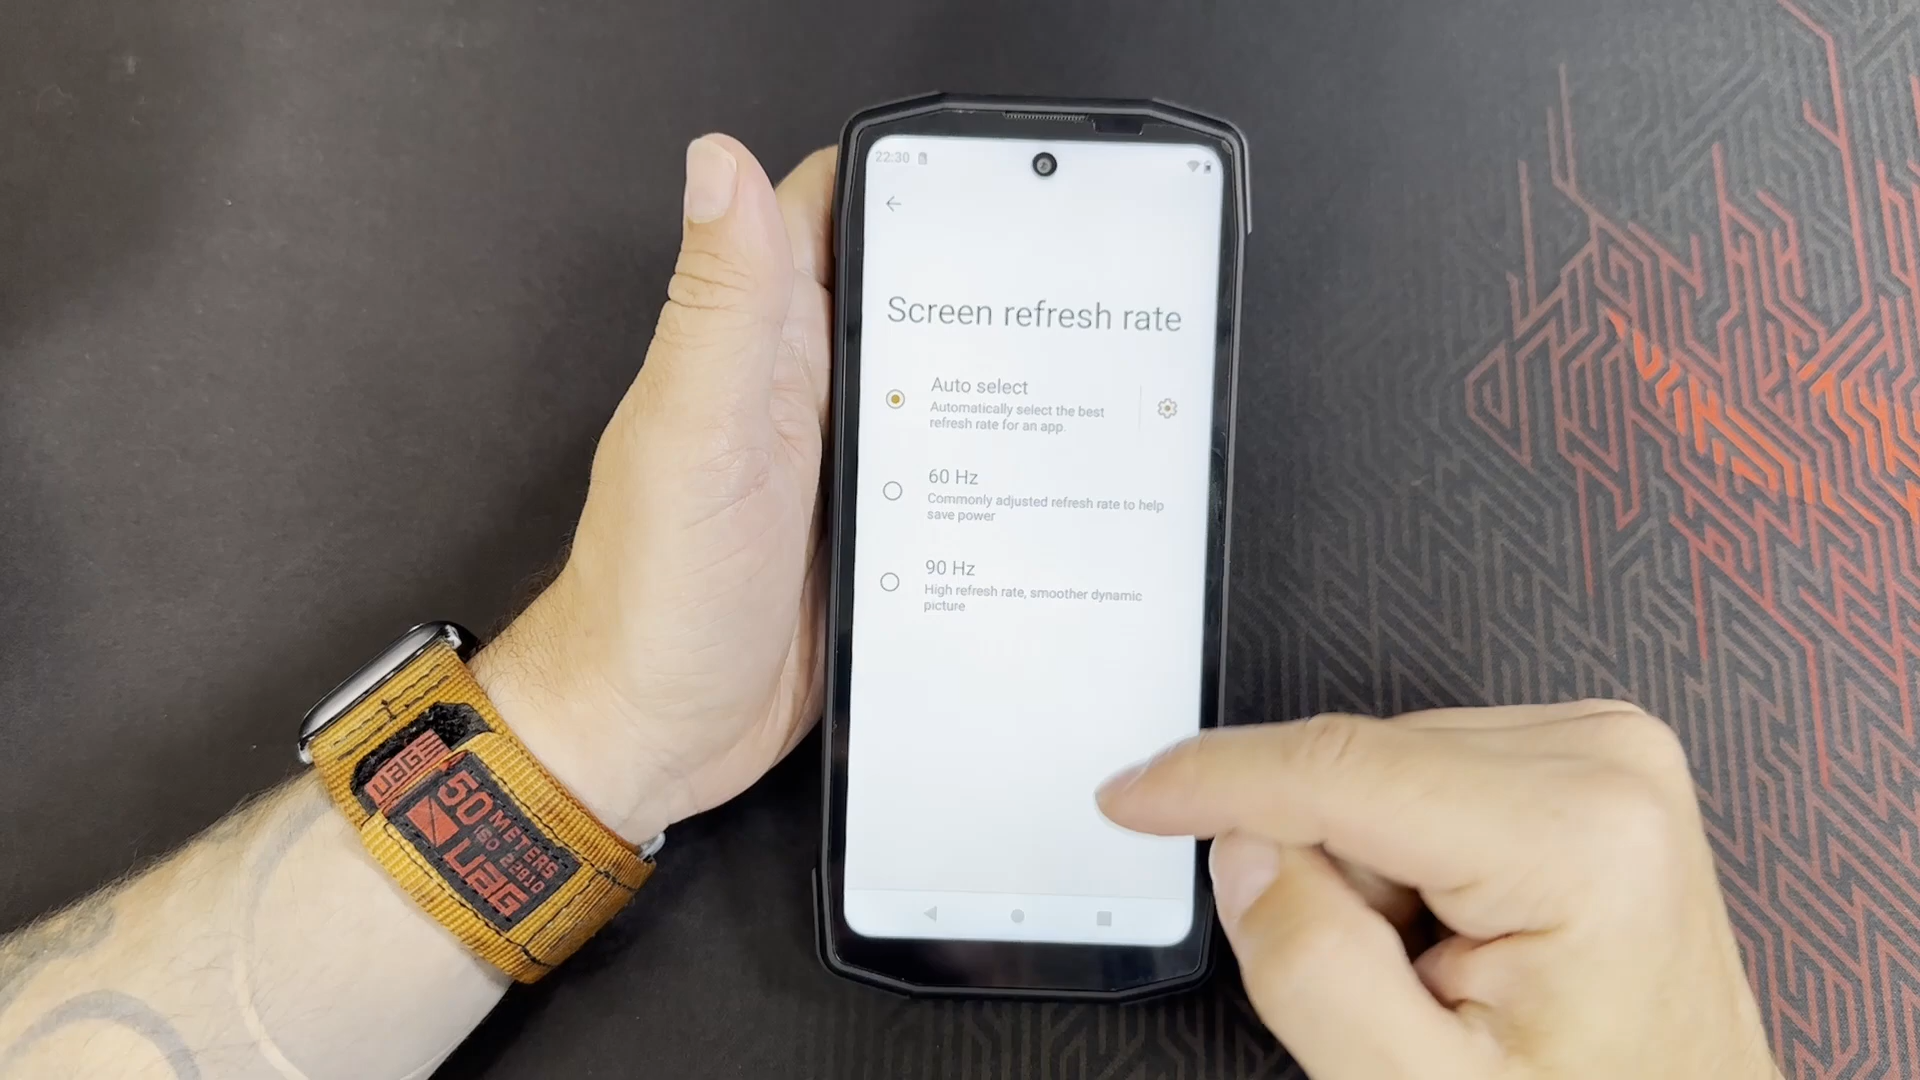 22:30
Screen refresh rate
Auto select
Automatically select the best
refresh rate for an app.
60 Hz
Commonly adjusted refresh rate to help
save power
90 Hz
High refresh rate, smoother dynamic
picture
UAG
50 METERS
ISO 22810
UAG